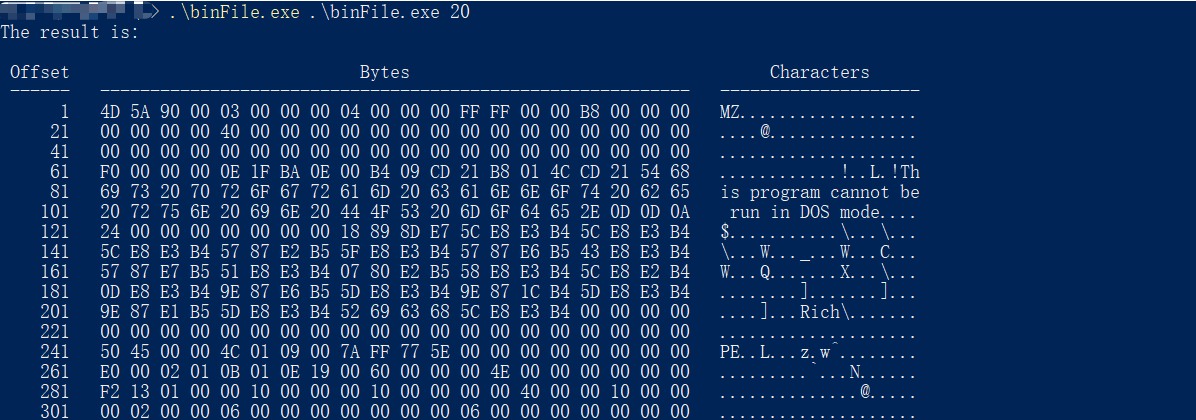 > .\binFile.exe .\binFile.exe 20
The result is:
Offset Bytes Characters
------ ----------------------------------------------------------- --------------------
1 4D 5A 90 00 03 00 00 00 04 00 00 00 FF FF 00 00 B8 00 00 00 MZ..................
21 00 00 00 00 40 00 00 00 00 00 00 00 00 00 00 00 00 00 00 00 ....@...............
41 00 00 00 00 00 00 00 00 00 00 00 00 00 00 00 00 00 00 00 00 ....................
61 F0 00 00 00 0E 1F BA 0E 00 B4 09 CD 21 B8 01 4C CD 21 54 68 ............!..L.!Th
81 69 73 20 70 72 6F 67 72 61 6D 20 63 61 6E 6E 6F 74 20 62 65 is program cannot be
101 20 72 75 6E 20 69 6E 20 44 4F 53 20 6D 6F 64 65 2E 0D 0D 0A run in DOS mode....
121 24 00 00 00 00 00 00 00 18 89 8D E7 5C E8 E3 B4 5C E8 E3 B4 $...........\...\...
141 5C E8 E3 B4 57 87 E2 B5 5F E8 E3 B4 57 87 E6 B5 43 E8 E3 B4 \...W..._...W...C...
161 57 87 E7 B5 51 E8 E3 B4 07 80 E2 B5 58 E8 E3 B4 5C E8 E2 B4 W...Q.......X...\...
181 0D E8 E3 B4 9E 87 E6 B5 5D E8 E3 B4 9E 87 1C B4 5D E8 E3 B4 ........].......]...
201 9E 87 E1 B5 5D E8 E3 B4 52 69 63 68 5C E8 E3 B4 00 00 00 00 ....]...Rich\.......
221 00 00 00 00 00 00 00 00 00 00 00 00 00 00 00 00 00 00 00 00 ....................
241 50 45 00 00 4C 01 09 00 7A FF 77 5E 00 00 00 00 00 00 00 00 PE..L...z.w^........
261 E0 00 02 01 0B 01 0E 19 00 60 00 00 00 4E 00 00 00 00 00 00 .........`...N......
281 F2 13 01 00 00 10 00 00 00 10 00 00 00 00 40 00 00 10 00 00 ..............@.....
301 00 02 00 00 06 00 00 00 00 00 00 00 06 00 00 00 00 00 00 00 ....................